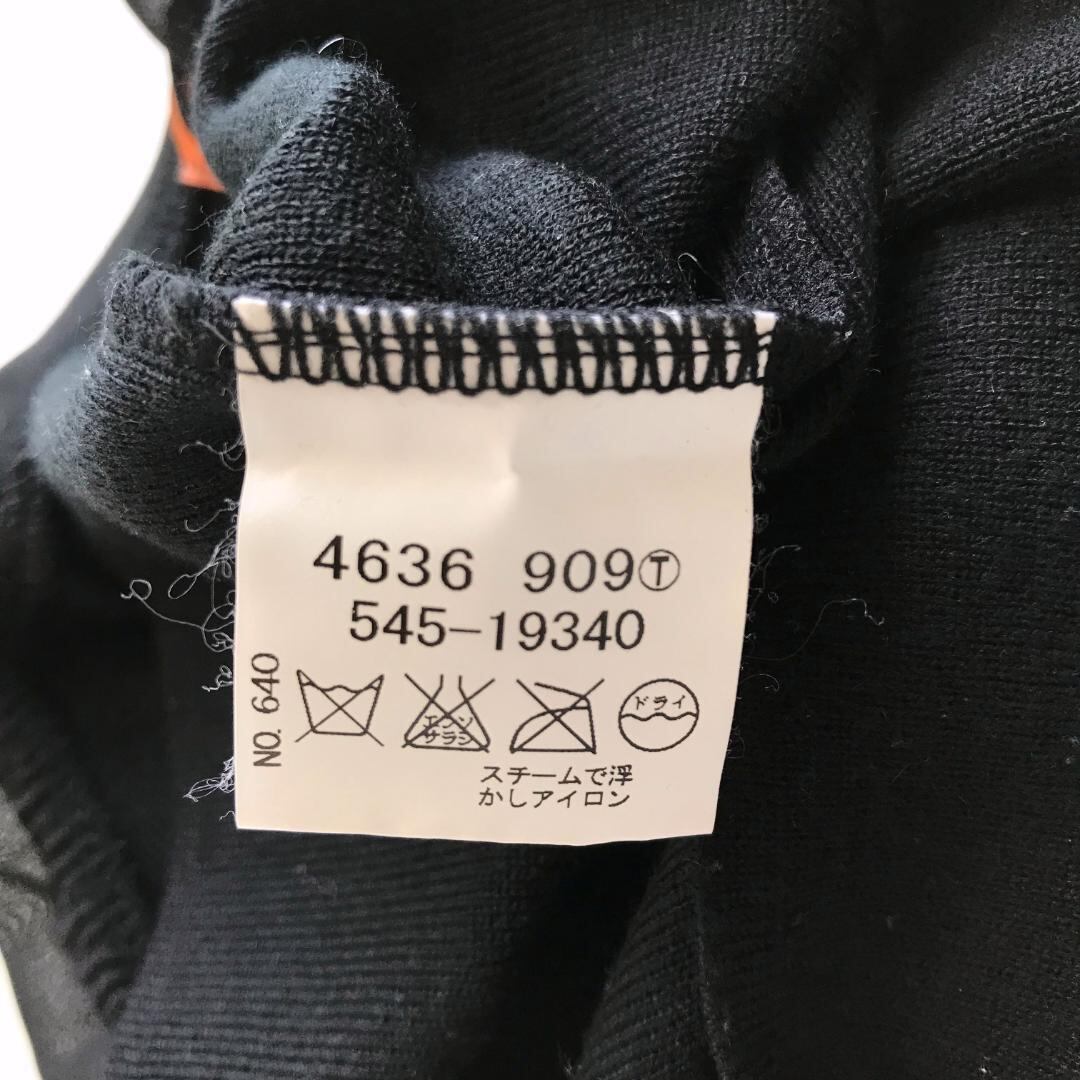 4636 909Ⓣ
545-19340
NO. 640
エンソ
サラシ
ドライ
スチームで浮
かしアイロン